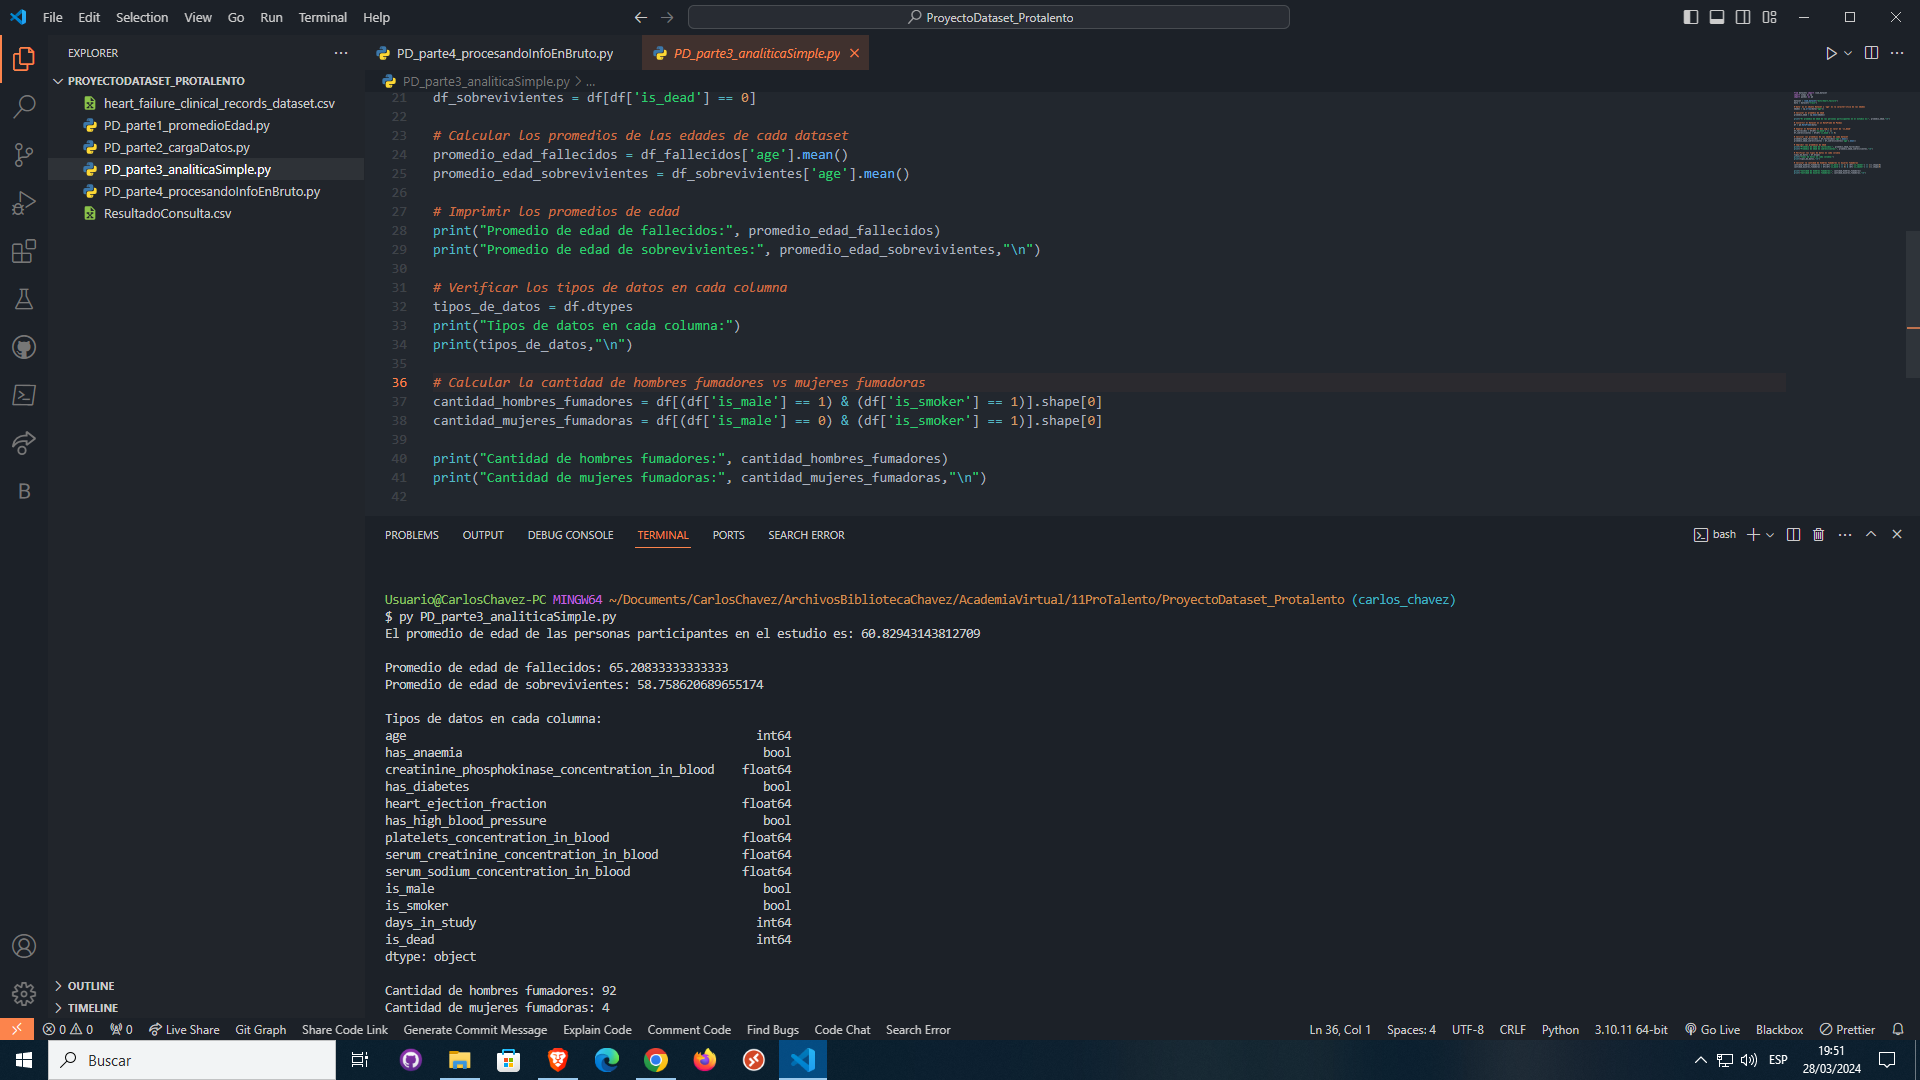 File Edit Selection View Go Run Terminal Help
ProyectoDataset_Protalento
EXPLORER
PROYECTODATASET_PROTALENTO
heart_failure_clinical_records_dataset.csv
PD_parte1_promedioEdad.py
PD_parte2_cargaDatos.py
PD_parte3_analiticaSimple.py
PD_parte4_procesandoInfoEnBruto.py
ResultadoConsulta.csv
OUTLINE
TIMELINE
PD_parte4_procesandoInfoEnBruto.py PD_parte3_analiticaSimple.py
PD_parte3_analiticaSimple.py > ...
21 df_sobrevivientes = df[df['is_dead'] == 0]
22
23 # Calcular los promedios de las edades de cada dataset
24 promedio_edad_fallecidos = df_fallecidos['age'].mean()
25 promedio_edad_sobrevivientes = df_sobrevivientes['age'].mean()
26
27 # Imprimir los promedios de edad
28 print("Promedio de edad de fallecidos:", promedio_edad_fallecidos)
29 print("Promedio de edad de sobrevivientes:", promedio_edad_sobrevivientes,"\n")
30
31 # Verificar los tipos de datos en cada columna
32 tipos_de_datos = df.dtypes
33 print("Tipos de datos en cada columna:")
34 print(tipos_de_datos,"\n")
35
36 # Calcular la cantidad de hombres fumadores vs mujeres fumadoras
37 cantidad_hombres_fumadores = df[(df['is_male'] == 1) & (df['is_smoker'] == 1)].shape[0]
38 cantidad_mujeres_fumadoras = df[(df['is_male'] == 0) & (df['is_smoker'] == 1)].shape[0]
39
40 print("Cantidad de hombres fumadores:", cantidad_hombres_fumadores)
41 print("Cantidad de mujeres fumadoras:", cantidad_mujeres_fumadoras,"\n")
42
PROBLEMS OUTPUT DEBUG CONSOLE TERMINAL PORTS SEARCH ERROR
bash
Usuario@CarlosChavez-PC MINGW64 ~/Documents/CarlosChavez/ArchivosBibliotecaChavez/AcademiaVirtual/11ProTalento/ProyectoDataset_Protalento (carlos_chavez)
$ py PD_parte3_analiticaSimple.py
El promedio de edad de las personas participantes en el estudio es: 60.82943143812709
Promedio de edad de fallecidos: 65.20833333333333
Promedio de edad de sobrevivientes: 58.758620689655174
Tipos de datos en cada columna:
age int64
has_anaemia bool
creatinine_phosphokinase_concentration_in_blood float64
has_diabetes bool
heart_ejection_fraction float64
has_high_blood_pressure bool
platelets_concentration_in_blood float64
serum_creatinine_concentration_in_blood float64
serum_sodium_concentration_in_blood float64
is_male bool
is_smoker bool
days_in_study int64
is_dead int64
dtype: object
Cantidad de hombres fumadores: 92
Cantidad de mujeres fumadoras: 4
0 0 0 Live Share Git Graph Share Code Link Generate Commit Message Explain Code Comment Code Find Bugs Code Chat Search Error
Ln 36, Col 1 Spaces: 4 UTF-8 CRLF Python 3.10.11 64-bit Go Live Blackbox Prettier
Buscar
ESP
19:51
28/03/2024